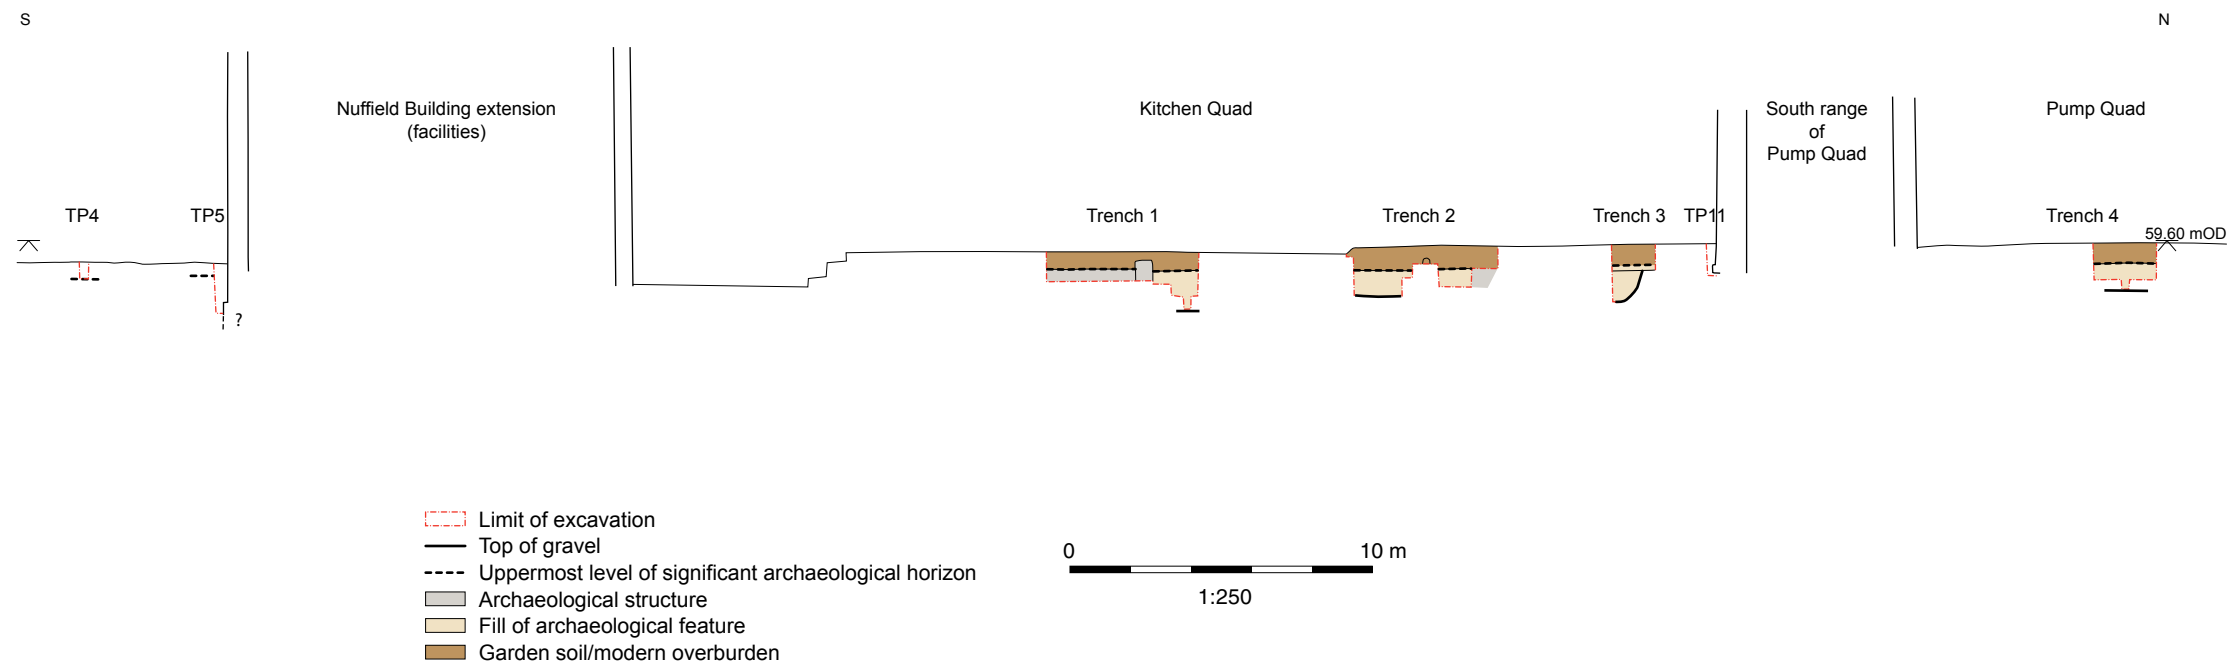 S
N
Nuffield Building extension
(facilities)
Kitchen Quad
South range
of
Pump Quad
Pump Quad
TP4
TP5
Trench 1
Trench 2
Trench 3
TP11
Trench 4
59.60 mOD
?
Limit of excavation
Top of gravel
Uppermost level of significant archaeological horizon
Archaeological structure
Fill of archaeological feature
Garden soil/modern overburden
0
10 m
1:250